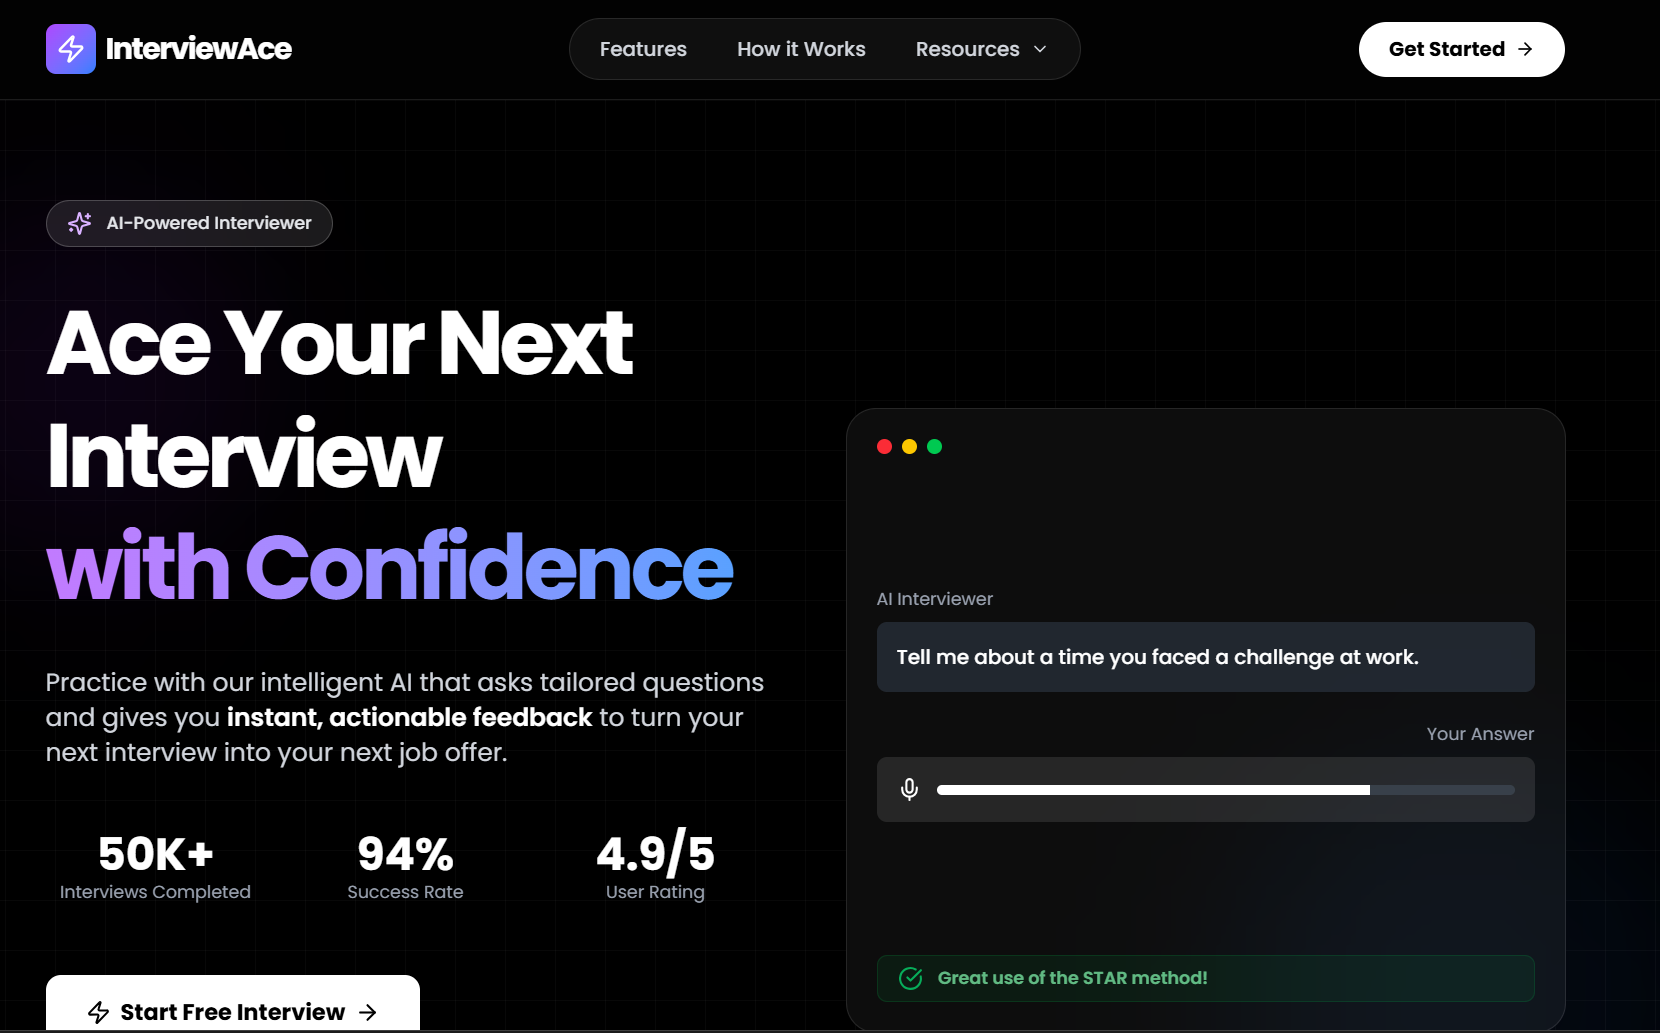 InterviewAce
Features
How it Works
Resources
Get Started
AI-Powered Interviewer
Ace Your Next
Interview
with Confidence
Practice with our intelligent AI that asks tailored questions
and gives you instant, actionable feedback to turn your
next interview into your next job offer.
50K+
Interviews Completed
94%
Success Rate
4.9/5
User Rating
Start Free Interview
AI Interviewer
Tell me about a time you faced a challenge at work.
Your Answer
Great use of the STAR method!